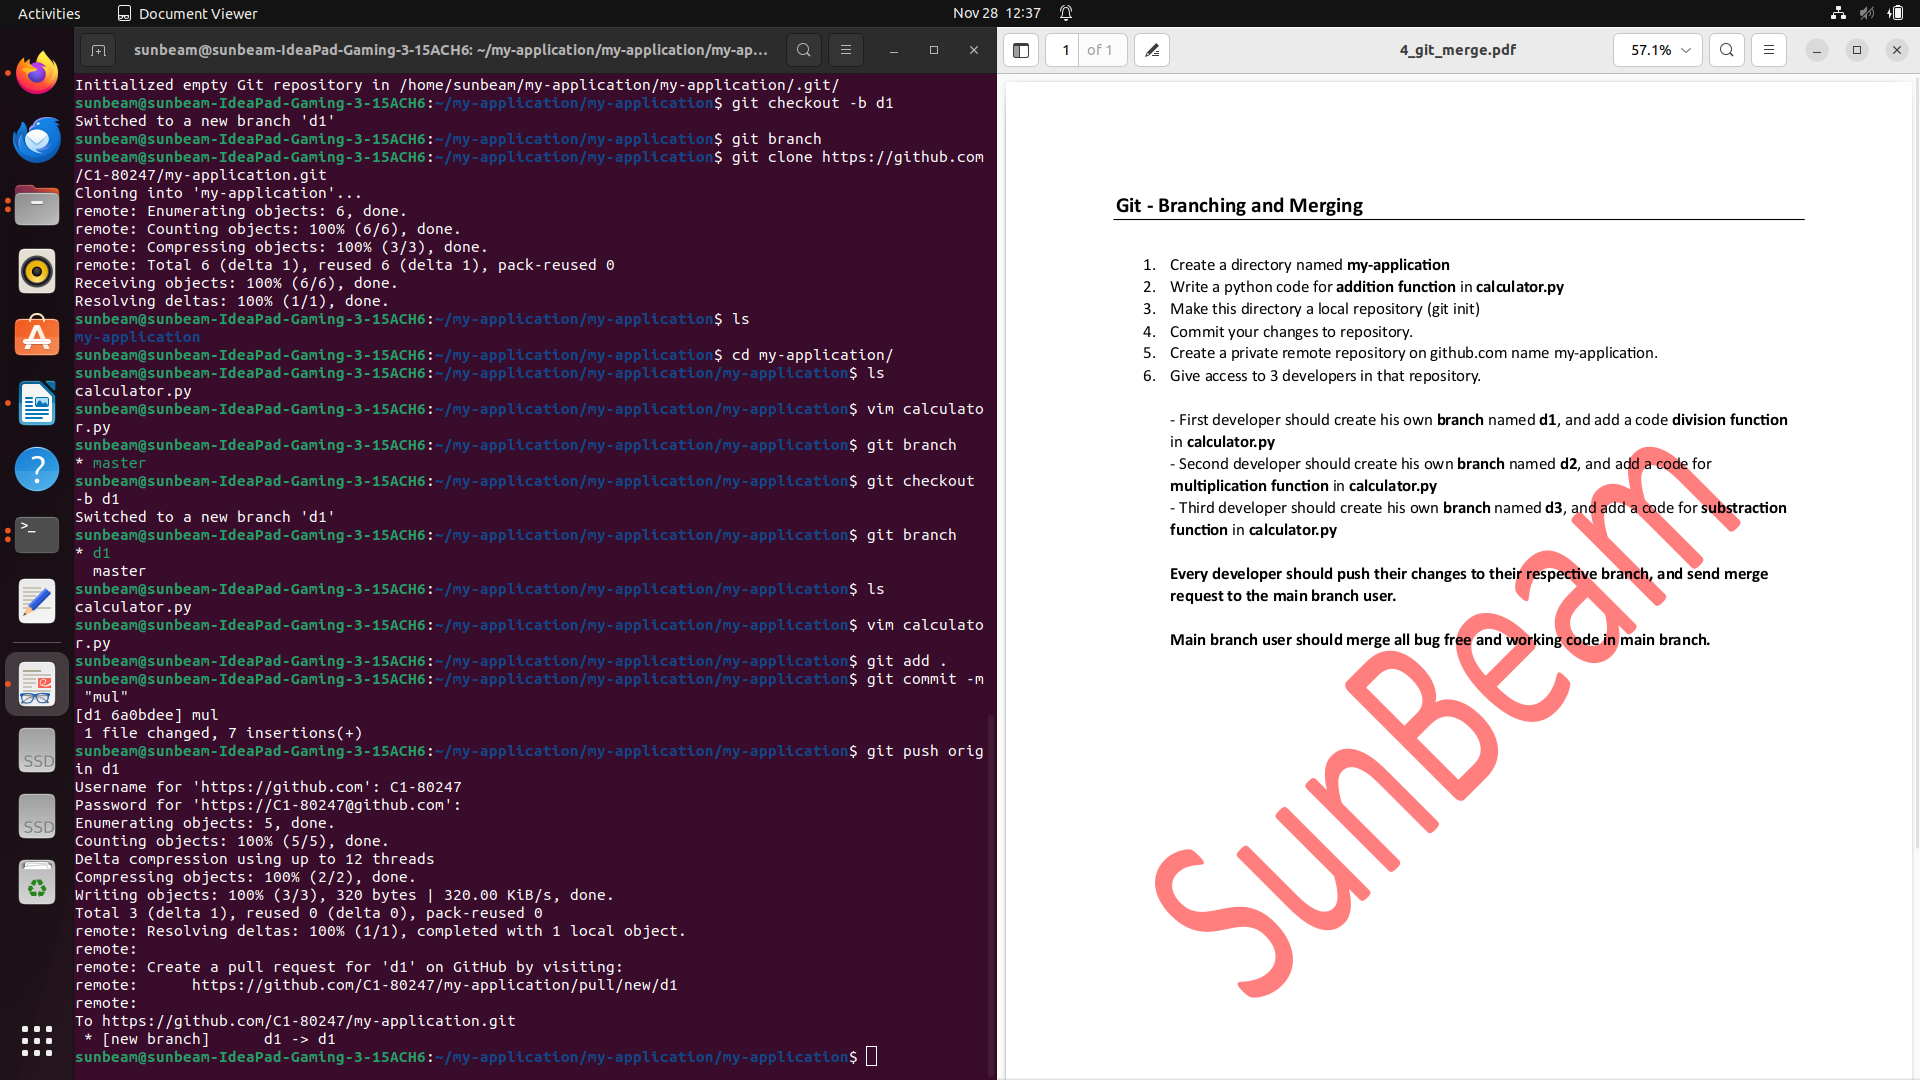 Activities
Document Viewer
Nov 28 12:37
sunbeam@sunbeam-IdeaPad-Gaming-3-15ACH6: ~/my-application/my-application/my-ap...
Initialized empty Git repository in /home/sunbeam/my-application/my-application/.git/
sunbeam@sunbeam-IdeaPad-Gaming-3-15ACH6:~/my-application/my-application$ git checkout -b d1
Switched to a new branch 'd1'
sunbeam@sunbeam-IdeaPad-Gaming-3-15ACH6:~/my-application/my-application$ git branch
sunbeam@sunbeam-IdeaPad-Gaming-3-15ACH6:~/my-application/my-application$ git clone https://github.com
/C1-80247/my-application.git
Cloning into 'my-application'...
remote: Enumerating objects: 6, done.
remote: Counting objects: 100% (6/6), done.
remote: Compressing objects: 100% (3/3), done.
remote: Total 6 (delta 1), reused 6 (delta 1), pack-reused 0
Receiving objects: 100% (6/6), done.
Resolving deltas: 100% (1/1), done.
sunbeam@sunbeam-IdeaPad-Gaming-3-15ACH6:~/my-application/my-application$ ls
my-application
sunbeam@sunbeam-IdeaPad-Gaming-3-15ACH6:~/my-application/my-application$ cd my-application/
sunbeam@sunbeam-IdeaPad-Gaming-3-15ACH6:~/my-application/my-application/my-application$ ls
calculator.py
sunbeam@sunbeam-IdeaPad-Gaming-3-15ACH6:~/my-application/my-application/my-application$ vim calculato
r.py
sunbeam@sunbeam-IdeaPad-Gaming-3-15ACH6:~/my-application/my-application/my-application$ git branch
* master
sunbeam@sunbeam-IdeaPad-Gaming-3-15ACH6:~/my-application/my-application/my-application$ git checkout
-b d1
Switched to a new branch 'd1'
sunbeam@sunbeam-IdeaPad-Gaming-3-15ACH6:~/my-application/my-application/my-application$ git branch
* d1
master
sunbeam@sunbeam-IdeaPad-Gaming-3-15ACH6:~/my-application/my-application/my-application$ ls
calculator.py
sunbeam@sunbeam-IdeaPad-Gaming-3-15ACH6:~/my-application/my-application/my-application$ vim calculato
r.py
sunbeam@sunbeam-IdeaPad-Gaming-3-15ACH6:~/my-application/my-application/my-application$ git add .
sunbeam@sunbeam-IdeaPad-Gaming-3-15ACH6:~/my-application/my-application/my-application$ git commit -m
"mul"
[d1 6a0bdee] mul
1 file changed, 7 insertions(+)
sunbeam@sunbeam-IdeaPad-Gaming-3-15ACH6:~/my-application/my-application/my-application$ git push orig
in d1
Username for 'https://github.com': C1-80247
Password for 'https://C1-80247@github.com':
Enumerating objects: 5, done.
Counting objects: 100% (5/5), done.
Delta compression using up to 12 threads
Compressing objects: 100% (2/2), done.
Writing objects: 100% (3/3), 320 bytes | 320.00 KiB/s, done.
Total 3 (delta 1), reused 0 (delta 0), pack-reused 0
remote: Resolving deltas: 100% (1/1), completed with 1 local object.
remote:
remote: Create a pull request for 'd1' on GitHub by visiting:
remote:      https://github.com/C1-80247/my-application/pull/new/d1
remote:
To https://github.com/C1-80247/my-application.git
* [new branch]      d1 -> d1
sunbeam@sunbeam-IdeaPad-Gaming-3-15ACH6:~/my-application/my-application/my-application$
SSD
SSD
1 of 1
4_git_merge.pdf
57.1%
Git - Branching and Merging
1. Create a directory named my-application
2. Write a python code for addition function in calculator.py
3. Make this directory a local repository (git init)
4. Commit your changes to repository.
5. Create a private remote repository on github.com name my-application.
6. Give access to 3 developers in that repository.
- First developer should create his own branch named d1, and add a code division function
in calculator.py
- Second developer should create his own branch named d2, and add a code for
multiplication function in calculator.py
- Third developer should create his own branch named d3, and add a code for substraction
function in calculator.py
Every developer should push their changes to their respective branch, and send merge
request to the main branch user.
Main branch user should merge all bug free and working code in main branch.
SunBeam